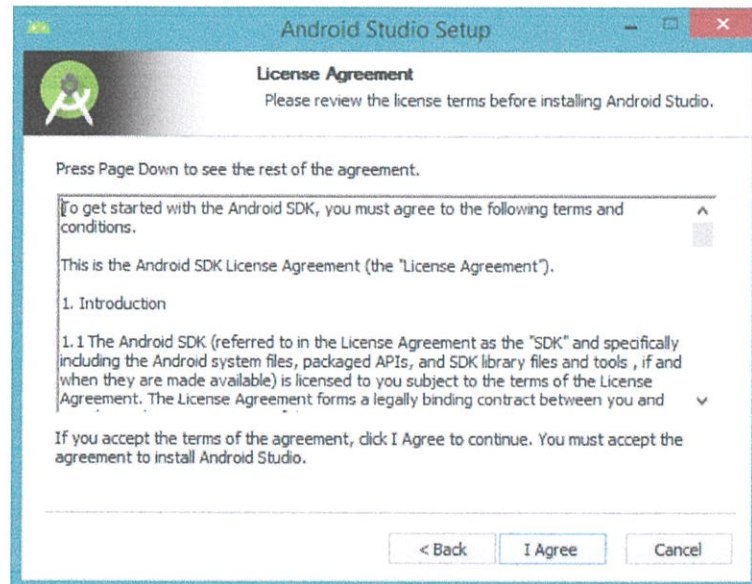 Android Studio Setup
License Agreement
Please review the license terms before installing Android Studio.
Press Page Down to see the rest of the agreement.
To get started with the Android SDK, you must agree to the following terms and
conditions.
This is the Android SDK License Agreement (the "License Agreement").
1. Introduction
1.1 The Android SDK (referred to in the License Agreement as the "SDK" and specifically
including the Android system files, packaged APIs, and SDK library files and tools , if and
when they are made available) is licensed to you subject to the terms of the License
Agreement. The License Agreement forms a legally binding contract between you and
If you accept the terms of the agreement, click I Agree to continue. You must accept the
agreement to install Android Studio.
< Back
I Agree
Cancel